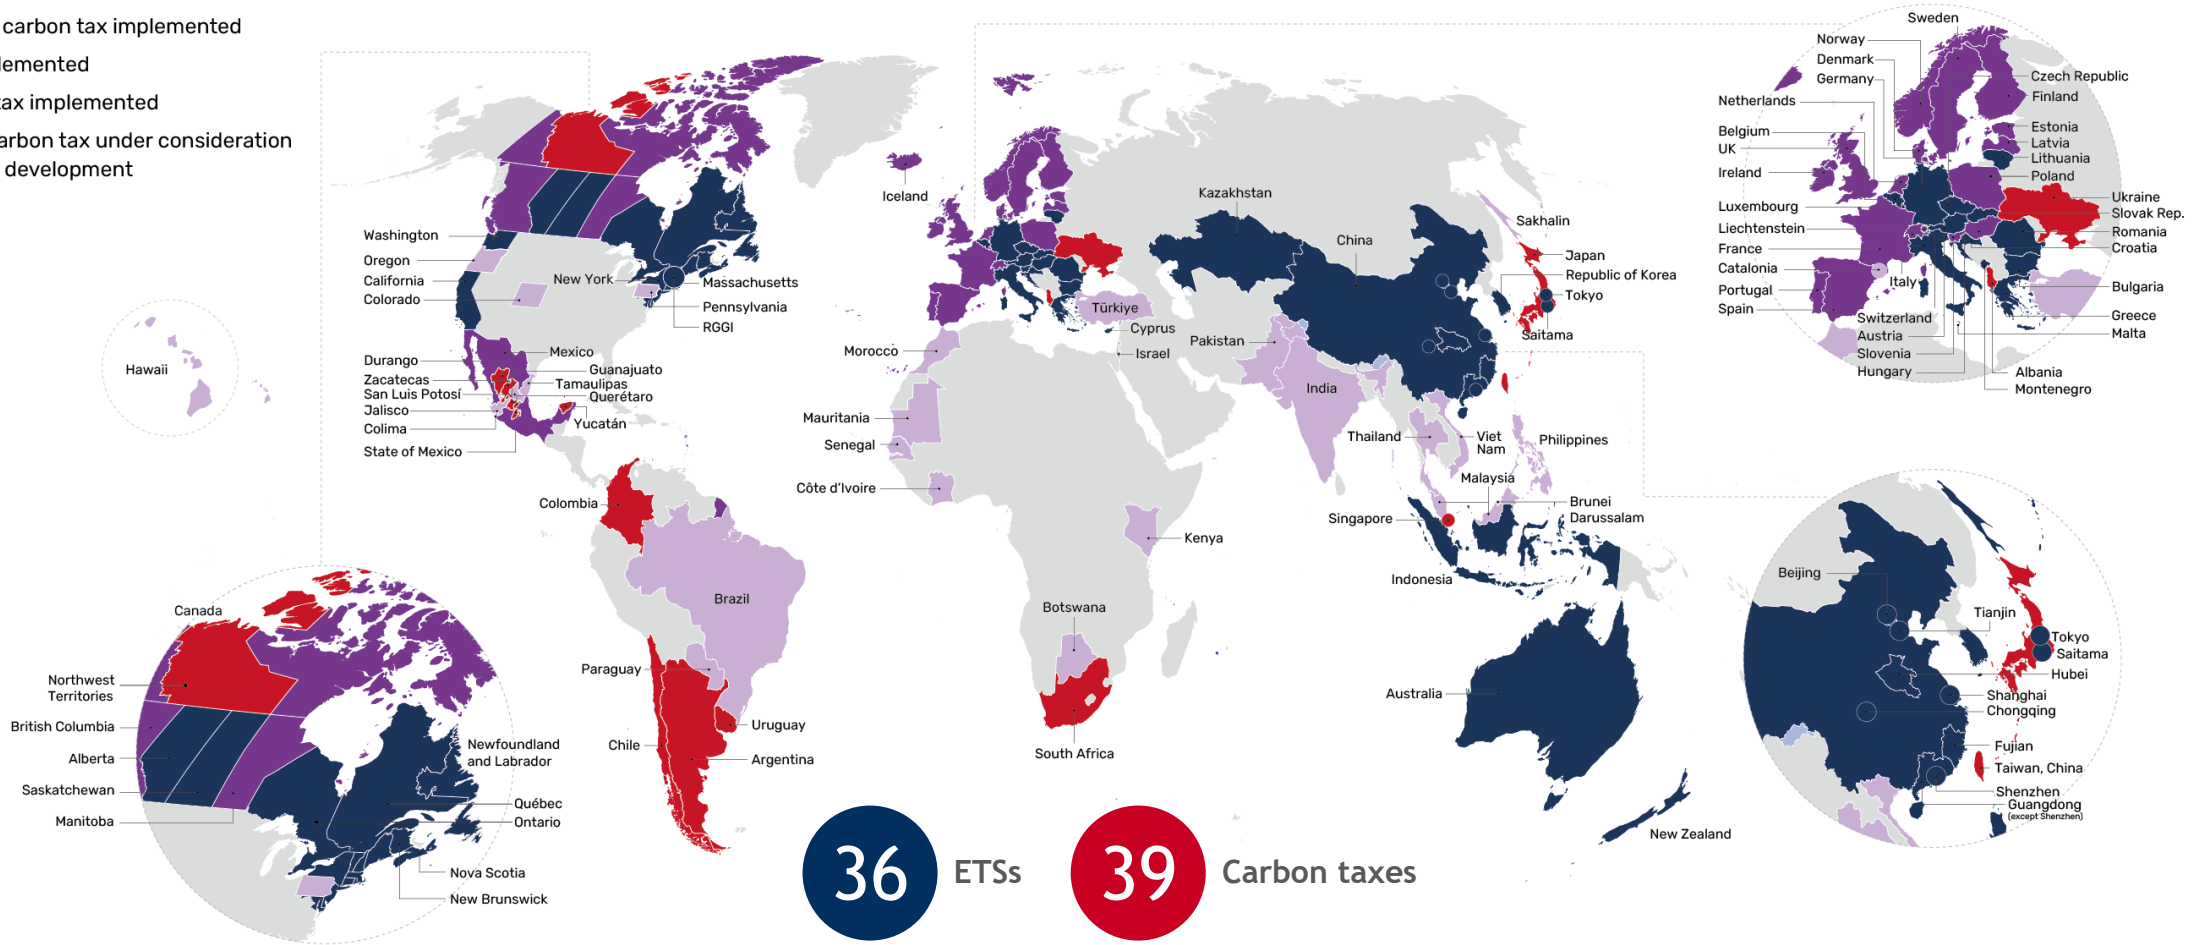 carbon tax implemented
lemented
tax implemented
arbon tax under consideration
development
Hawaii
Washington
Oregon
California
Colorado
New York
Massachusetts
Pennsylvania
RGGI
Durango
Zacatecas
San Luis Potosí
Jalisco
Colima
State of Mexico
Mexico
Guanajuato
Tamaulipas
Querétaro
Yucatán
Colombia
Brazil
Paraguay
Chile
Uruguay
Argentina
Iceland
Morocco
Mauritania
Senegal
Côte d'Ivoire
Kenya
Botswana
South Africa
Türkiye
Cyprus
Israel
Kazakhstan
China
Pakistan
India
Thailand
Viet
Nam
Philippines
Malaysia
Brunei
Darussalam
Singapore
Indonesia
Australia
New Zealand
Sakhalin
Japan
Republic of Korea
Tokyo
Saitama
Sweden
Norway
Denmark
Germany
Netherlands
Belgium
UK
Ireland
Luxembourg
Liechtenstein
France
Catalonia
Portugal
Spain
Italy
Switzerland
Austria
Slovenia
Hungary
Czech Republic
Finland
Estonia
Latvia
Lithuania
Poland
Ukraine
Slovak Rep.
Romania
Croatia
Bulgaria
Greece
Malta
Albania
Montenegro
Canada
Northwest
Territories
British Columbia
Alberta
Saskatchewan
Manitoba
Newfoundland
and Labrador
Québec
Ontario
Nova Scotia
New Brunswick
Beijing
Tianjin
Tokyo
Saitama
Hubei
Shanghai
Chongqing
Fujian
Taiwan, China
Shenzhen
Guangdong
(except Shenzhen)
36 ETSs
39 Carbon taxes